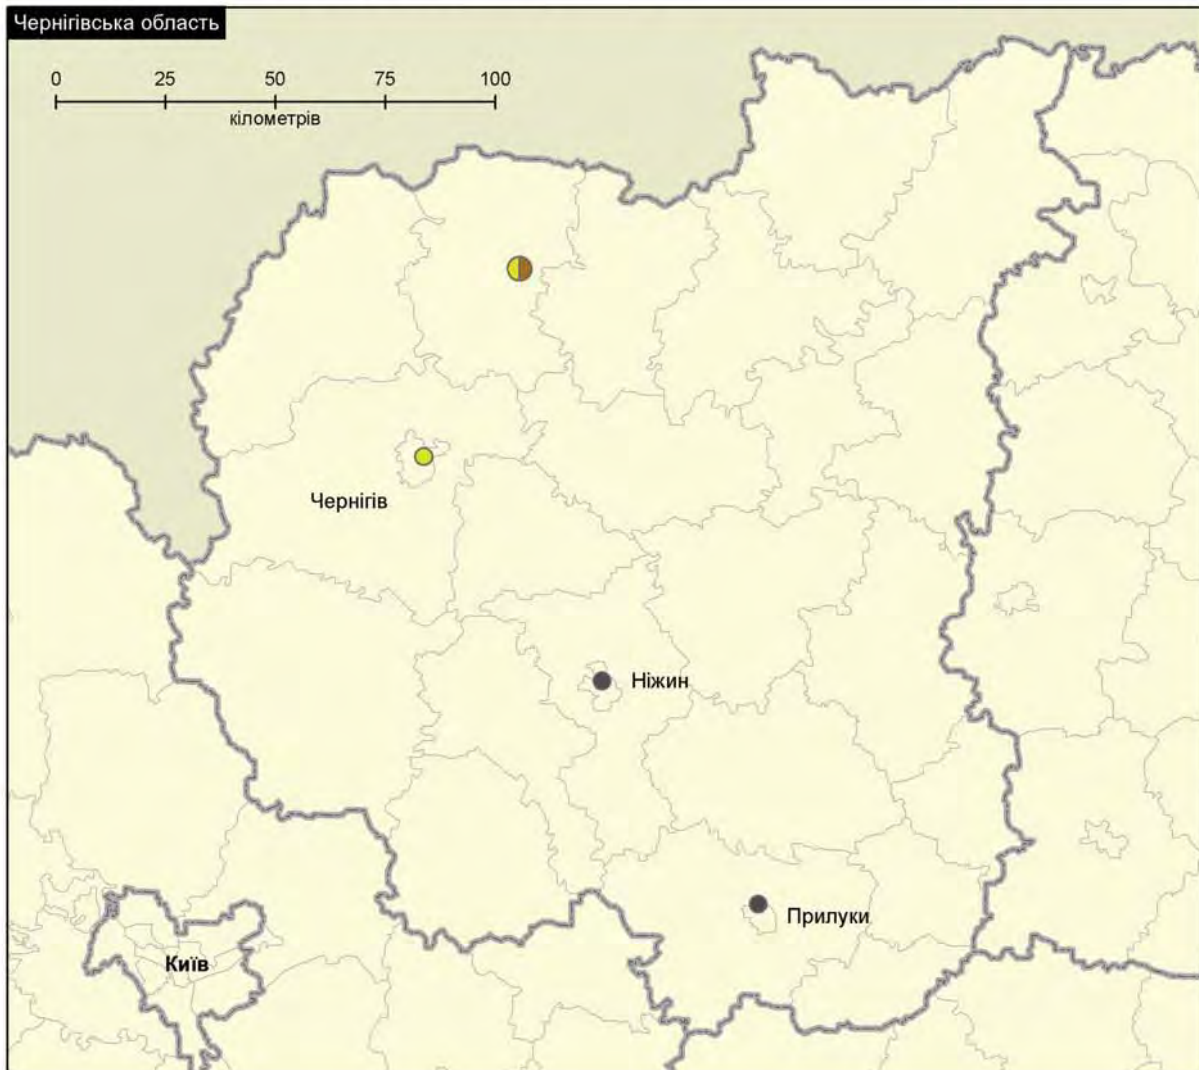 Чернігівська область
0 25 50 75 100
кілометрів
Чернігів
Ніжин
Прилуки
Київ